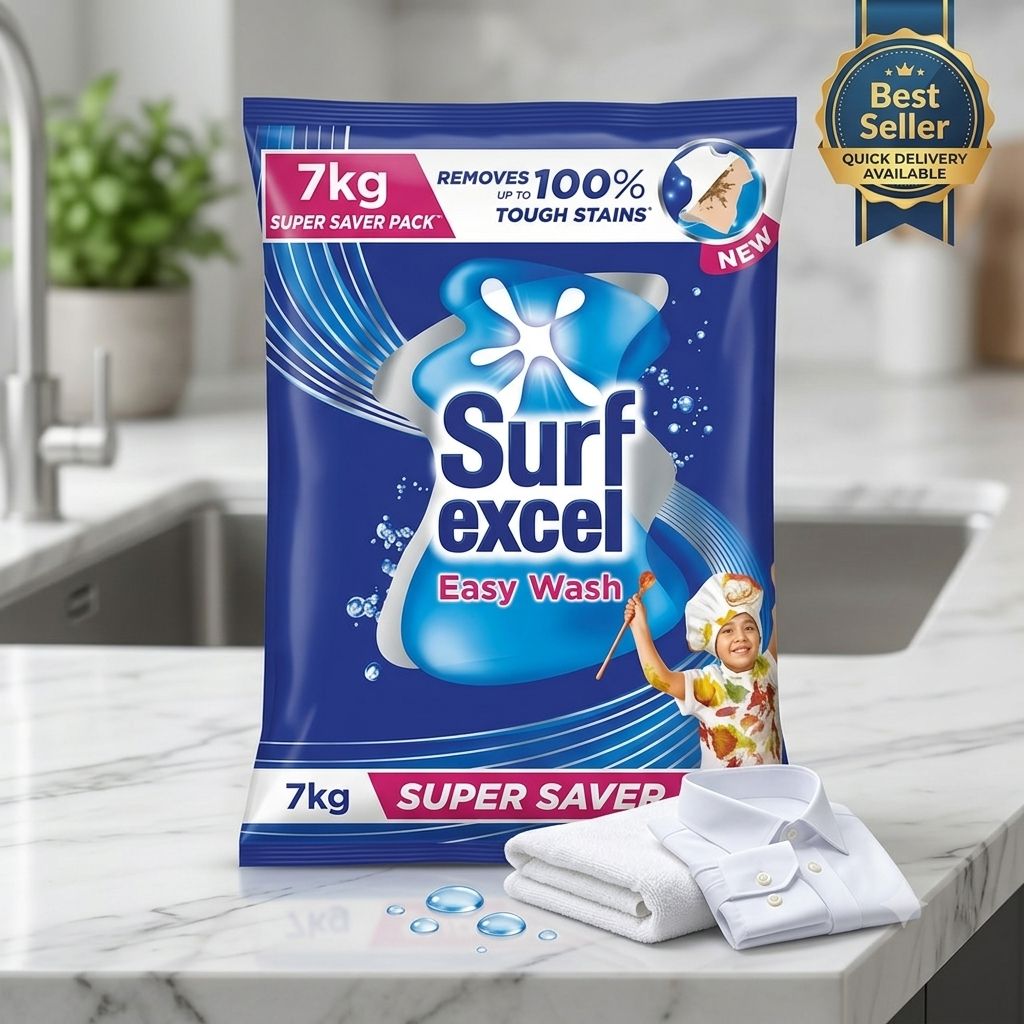 7kg
SUPER SAVER PACK
REMOVES UP TO 100%
TOUGH STAINS*
NEW
Best
Seller
QUICK DELIVERY
AVAILABLE
Surf
excel
Easy Wash
7kg
SUPER SAVER
7kg